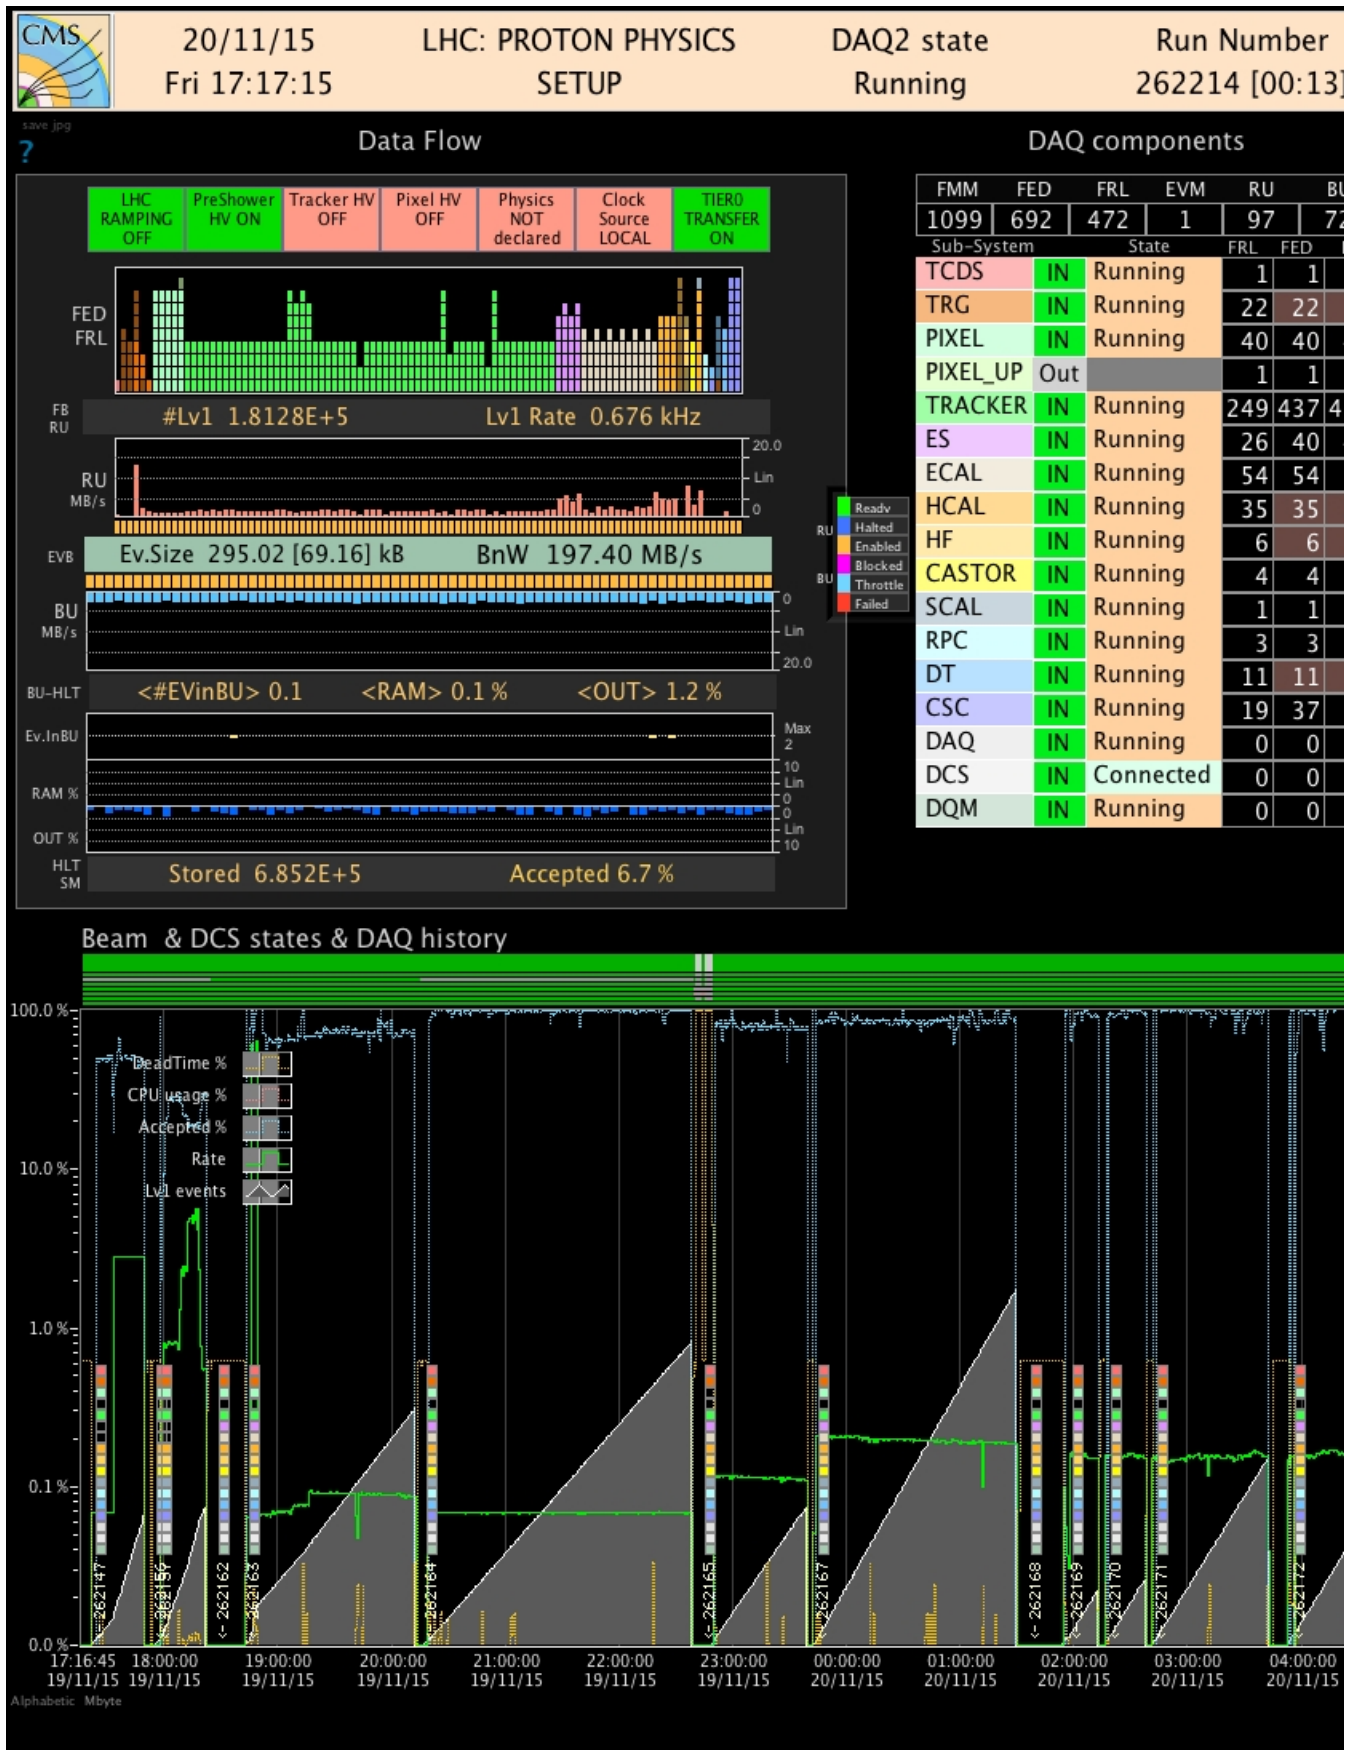 CMS
20/11/15 LHC: PROTON PHYSICS DAQ2 state Run Number
Fri 17:17:15 SETUP Running 262214 [00:13]
save jpg
?
Data Flow
DAQ components
LHC RAMPING OFF
PreShower HV ON
Tracker HV OFF
Pixel HV OFF
Physics NOT declared
Clock Source LOCAL
TIER0 TRANSFER ON
FED
FRL
FB
RU
#Lv1 1.8128E+5 Lv1 Rate 0.676 kHz
RU
MB/s
20.0
Lin
0
EVB
Ev.Size 295.02 [69.16] kB BnW 197.40 MB/s
BU
MB/s
0
Lin
20.0
BU-HLT
<#EVinBU> 0.1 <RAM> 0.1 % <OUT> 1.2 %
Ev.InBU
Max
2
RAM %
10
Lin
0
OUT %
0
Lin
10
HLT
SM
Stored 6.852E+5 Accepted 6.7 %
RU
BU
Ready
Halted
Enabled
Blocked
Throttle
Failed
FMM FED FRL EVM RU BU
1099 692 472 1 97 72
Sub-System State FRL FED
TCDS IN Running 1 1
TRG IN Running 22 22
PIXEL IN Running 40 40
PIXEL_UP Out 1 1
TRACKER IN Running 249 437 4
ES IN Running 26 40
ECAL IN Running 54 54
HCAL IN Running 35 35
HF IN Running 6 6
CASTOR IN Running 4 4
SCAL IN Running 1 1
RPC IN Running 3 3
DT IN Running 11 11
CSC IN Running 19 37
DAQ IN Running 0 0
DCS IN Connected 0 0
DQM IN Running 0 0
Beam & DCS states & DAQ history
100.0 %
10.0 %
1.0 %
0.1 %
0.0 %
DeadTime %
CPU usage %
Accepted %
Rate
Lv1 events
<-262147
<-262162
<-262163
<-262164
<-262165
<-262167
<-262168
<-262169
<-262170
<-262171
<-262172
17:16:45 18:00:00 19:00:00 20:00:00 21:00:00 22:00:00 23:00:00 00:00:00 01:00:00 02:00:00 03:00:00 04:00:00
19/11/15 19/11/15 19/11/15 19/11/15 19/11/15 19/11/15 19/11/15 20/11/15 20/11/15 20/11/15 20/11/15 20/11/15
Alphabetic Mbyte